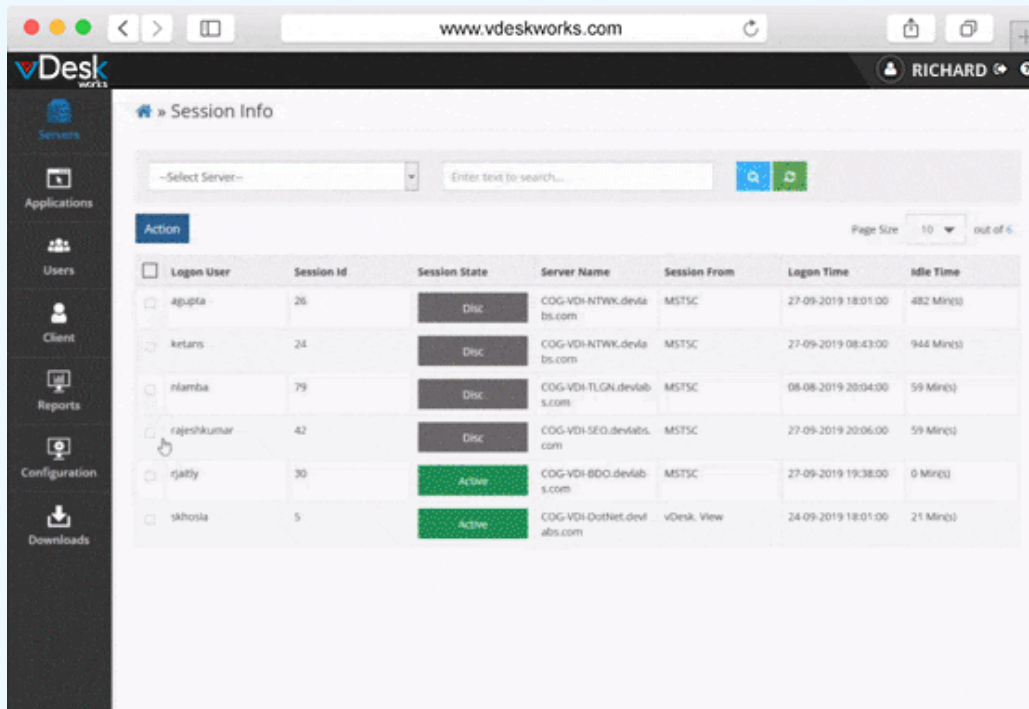 www.vdeskworks.com
vDesk
works
RICHARD
Servers
Applications
Users
Client
Reports
Configuration
Downloads
» Session Info
--Select Server--
Enter text to search...
Action
Page Size 10 out of 6
Logon User Session Id Session State Server Name Session From Logon Time Idle Time
agupta 26 Disc COG-VDI-NTWK.devla MSTSC 27-09-2019 18:01:00 482 Min(s)
bs.com
ketans 24 Disc COG-VDI-NTWK.devla MSTSC 27-09-2019 08:43:00 944 Min(s)
bs.com
nlamba 79 Disc COG-VDI-TLGN.devlab MSTSC 08-08-2019 20:04:00 59 Min(s)
s.com
rajeshkumar 42 Disc COG-VDI-SEO.devlabs. MSTSC 27-09-2019 20:06:00 59 Min(s)
com
rjaitly 30 Active COG-VDI-BDO.devlab MSTSC 27-09-2019 19:38:00 0 Min(s)
s.com
skhosla 5 Active COG-VDI-DotNet.devl vDesk. View 24-09-2019 18:01:00 21 Min(s)
abs.com